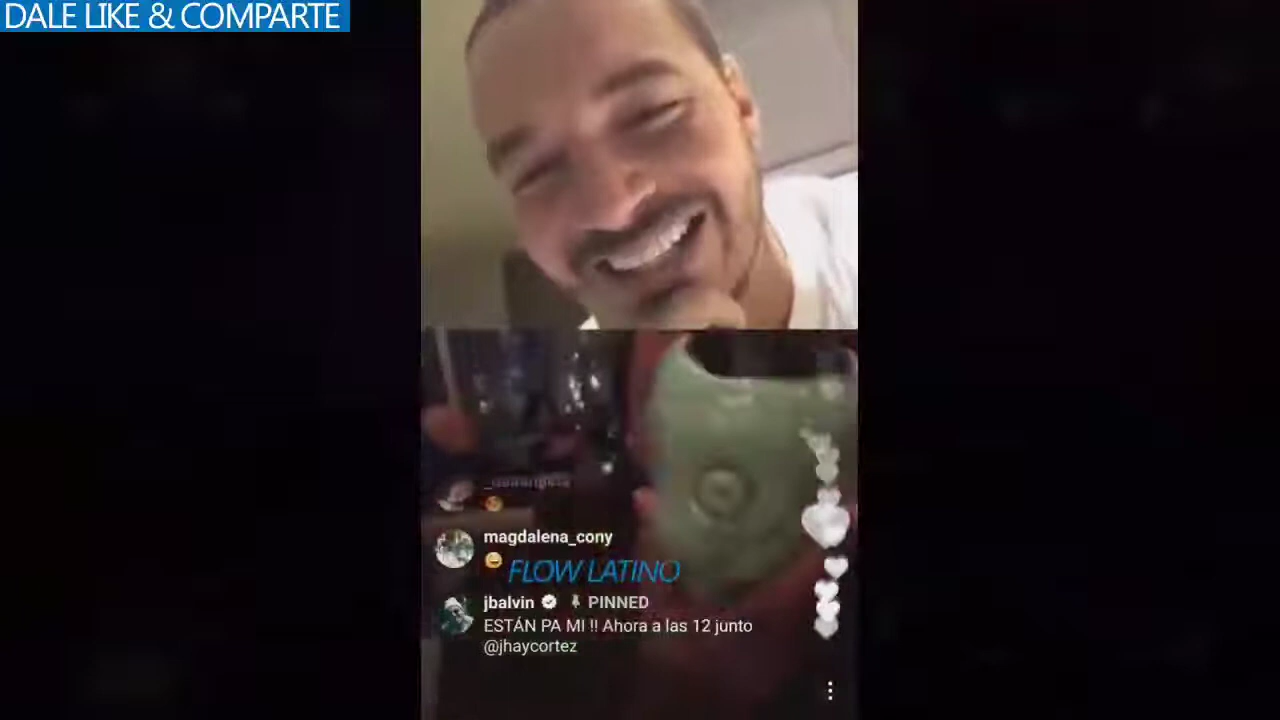 DALE LIKE & COMPARTE
magdalena_cony
FLOW LATINO
jbalvin PINNED
ESTÁN PA MI !! Ahora a las 12 junto
@jhaycortez